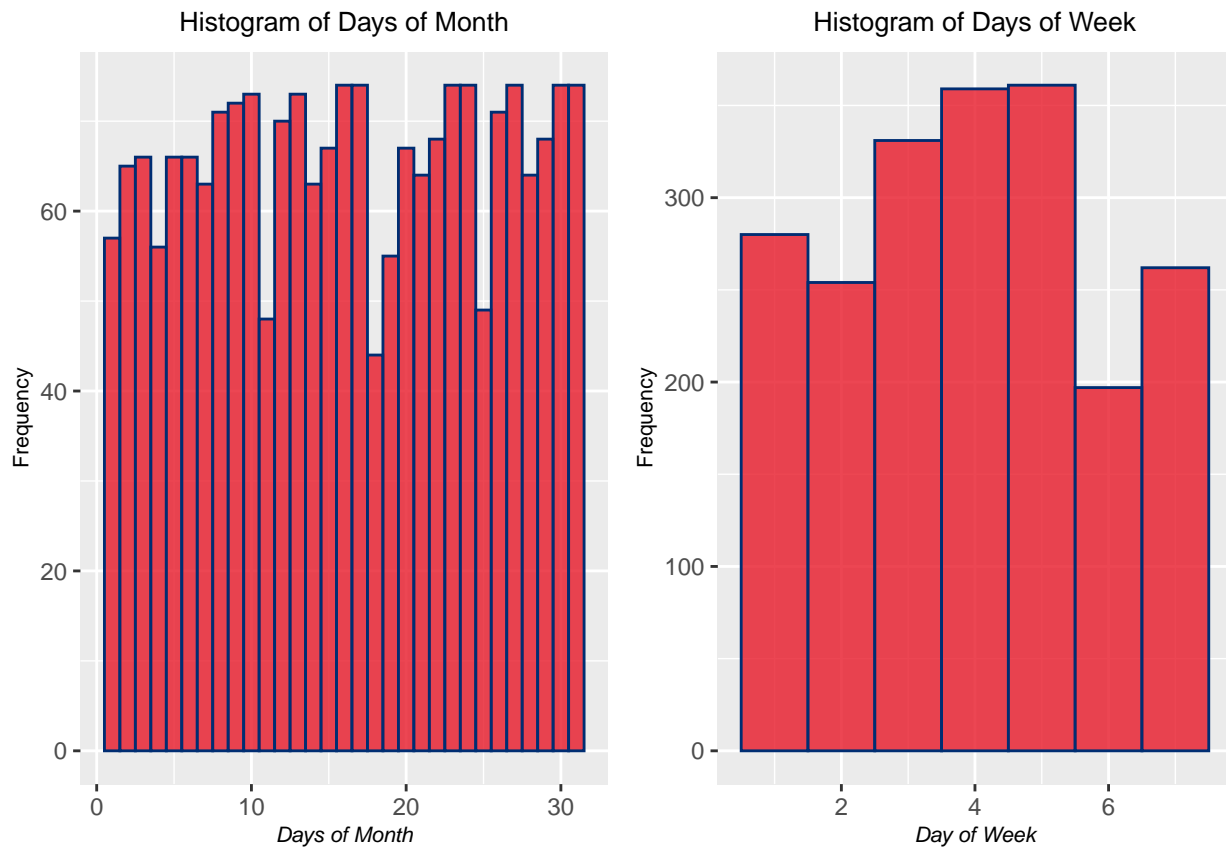 Histogram of Days of Month
Frequency
60
40
20
0
0 10 20 30
Days of Month
Histogram of Days of Week
Frequency
300
200
100
0
2 4 6
Day of Week